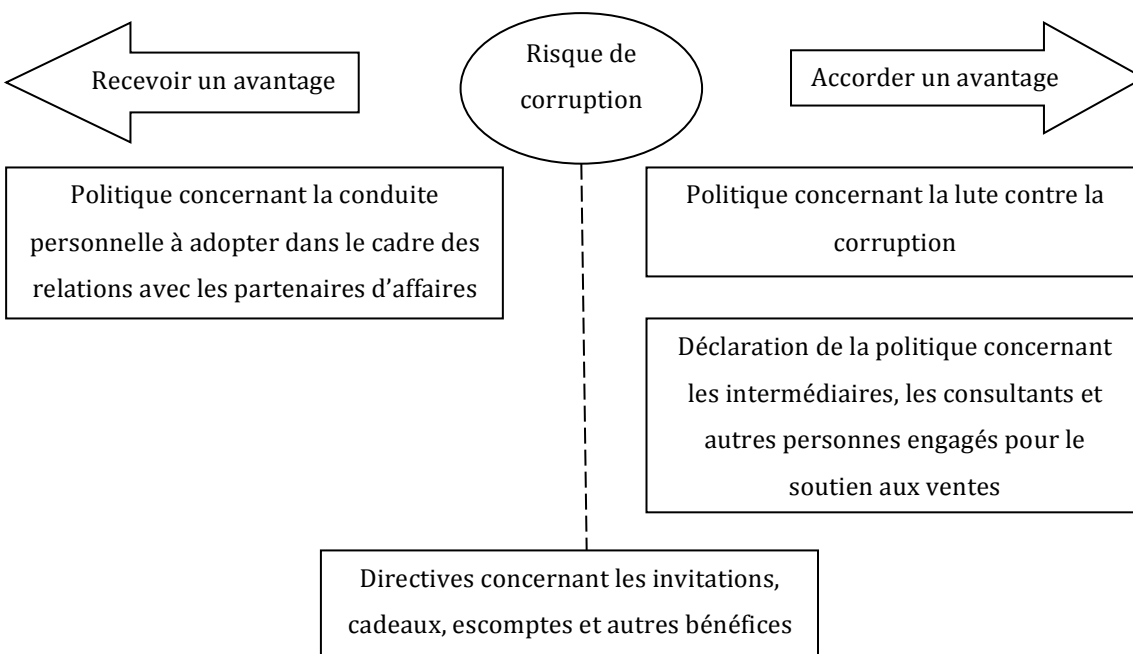 Recevoir un avantage
Risque de
corruption
Accorder un avantage
Politique concernant la conduite
personnelle à adopter dans le cadre des
relations avec les partenaires d’affaires
Politique concernant la lute contre la
corruption
Déclaration de la politique concernant
les intermédiaires, les consultants et
autres personnes engagés pour le
soutien aux ventes
Directives concernant les invitations,
cadeaux, escomptes et autres bénéfices